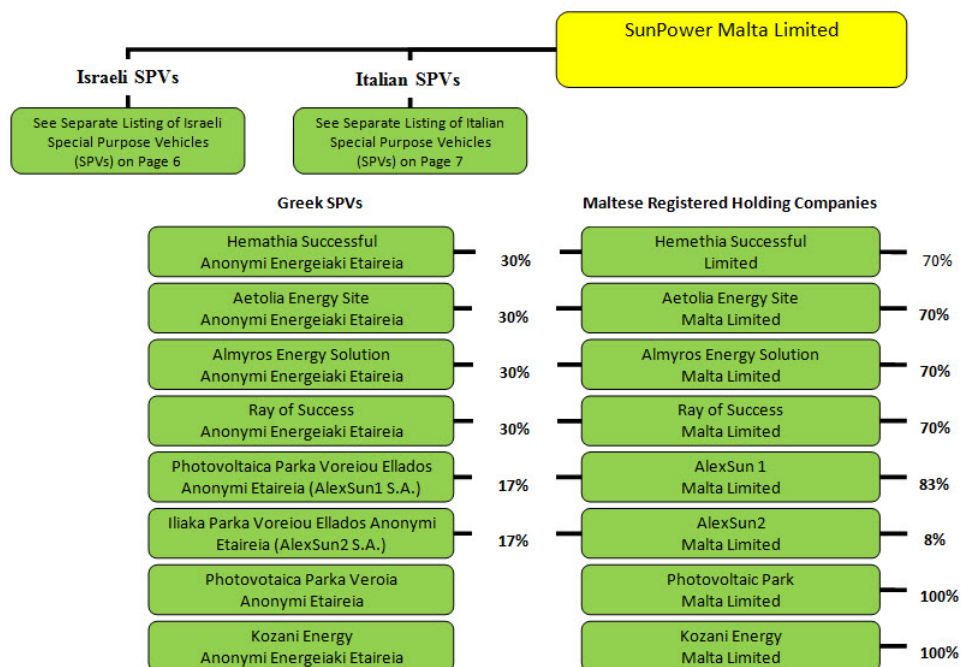 SunPower Malta Limited
Israeli SPVs
Italian SPVs
See Separate Listing of Israeli
Special Purpose Vehicles
(SPVs) on Page 6
See Separate Listing of Italian
Special Purpose Vehicles
(SPVs) on Page 7
Greek SPVs
Maltese Registered Holding Companies
Hemathia Successful
Anonymi Energeiaki Etaireia
30%
Hemethia Successful
Limited
70%
Aetolia Energy Site
Anonymi Energeiaki Etaireia
30%
Aetolia Energy Site
Malta Limited
70%
Almyros Energy Solution
Anonymi Energeiaki Etaireia
30%
Almyros Energy Solution
Malta Limited
70%
Ray of Success
Anonymi Energeiaki Etaireia
30%
Ray of Success
Malta Limited
70%
Photovoltaica Parka Voreiou Ellados
Anonymi Etaireia (AlexSun1 S.A.)
17%
AlexSun 1
Malta Limited
83%
Iliaka Parka Voreiou Ellados Anonymi
Etaireia (AlexSun2 S.A.)
17%
AlexSun2
Malta Limited
8%
Photovotaica Parka Veroia
Anonymi Etaireia
Photovoltaic Park
Malta Limited
100%
Kozani Energy
Anonymi Energeiaki Etaireia
Kozani Energy
Malta Limited
100%